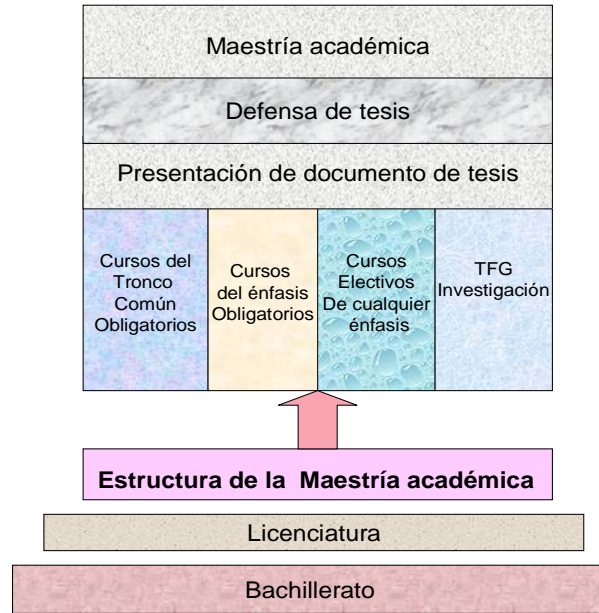 Maestría académica
Defensa de tesis
Presentación de documento de tesis
Cursos del
Tronco
Común
Obligatorios
Cursos
del énfasis
Obligatorios
Cursos
Electivos
De cualquier
énfasis
TFG
Investigación
Estructura de la Maestría académica
Licenciatura
Bachillerato